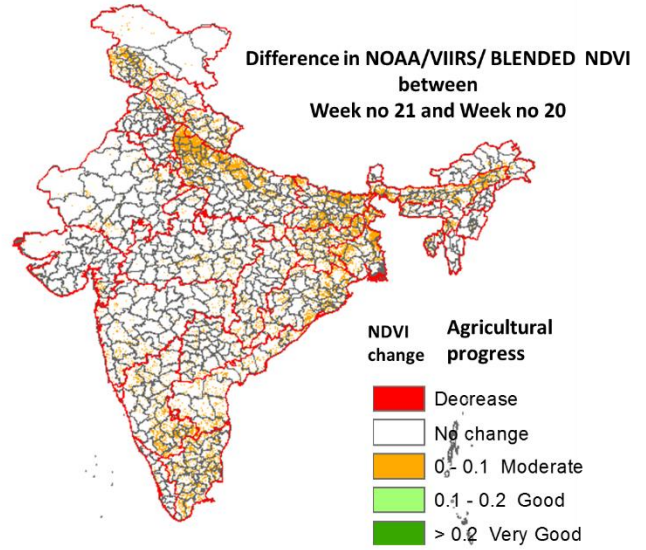 Difference in NOAA/VIIRS/ BLENDED NDVI
between
Week no 21 and Week no 20
NDVI change
Agricultural progress
Decrease
No change
0 - 0.1 Moderate
0.1 - 0.2 Good
> 0.2 Very Good